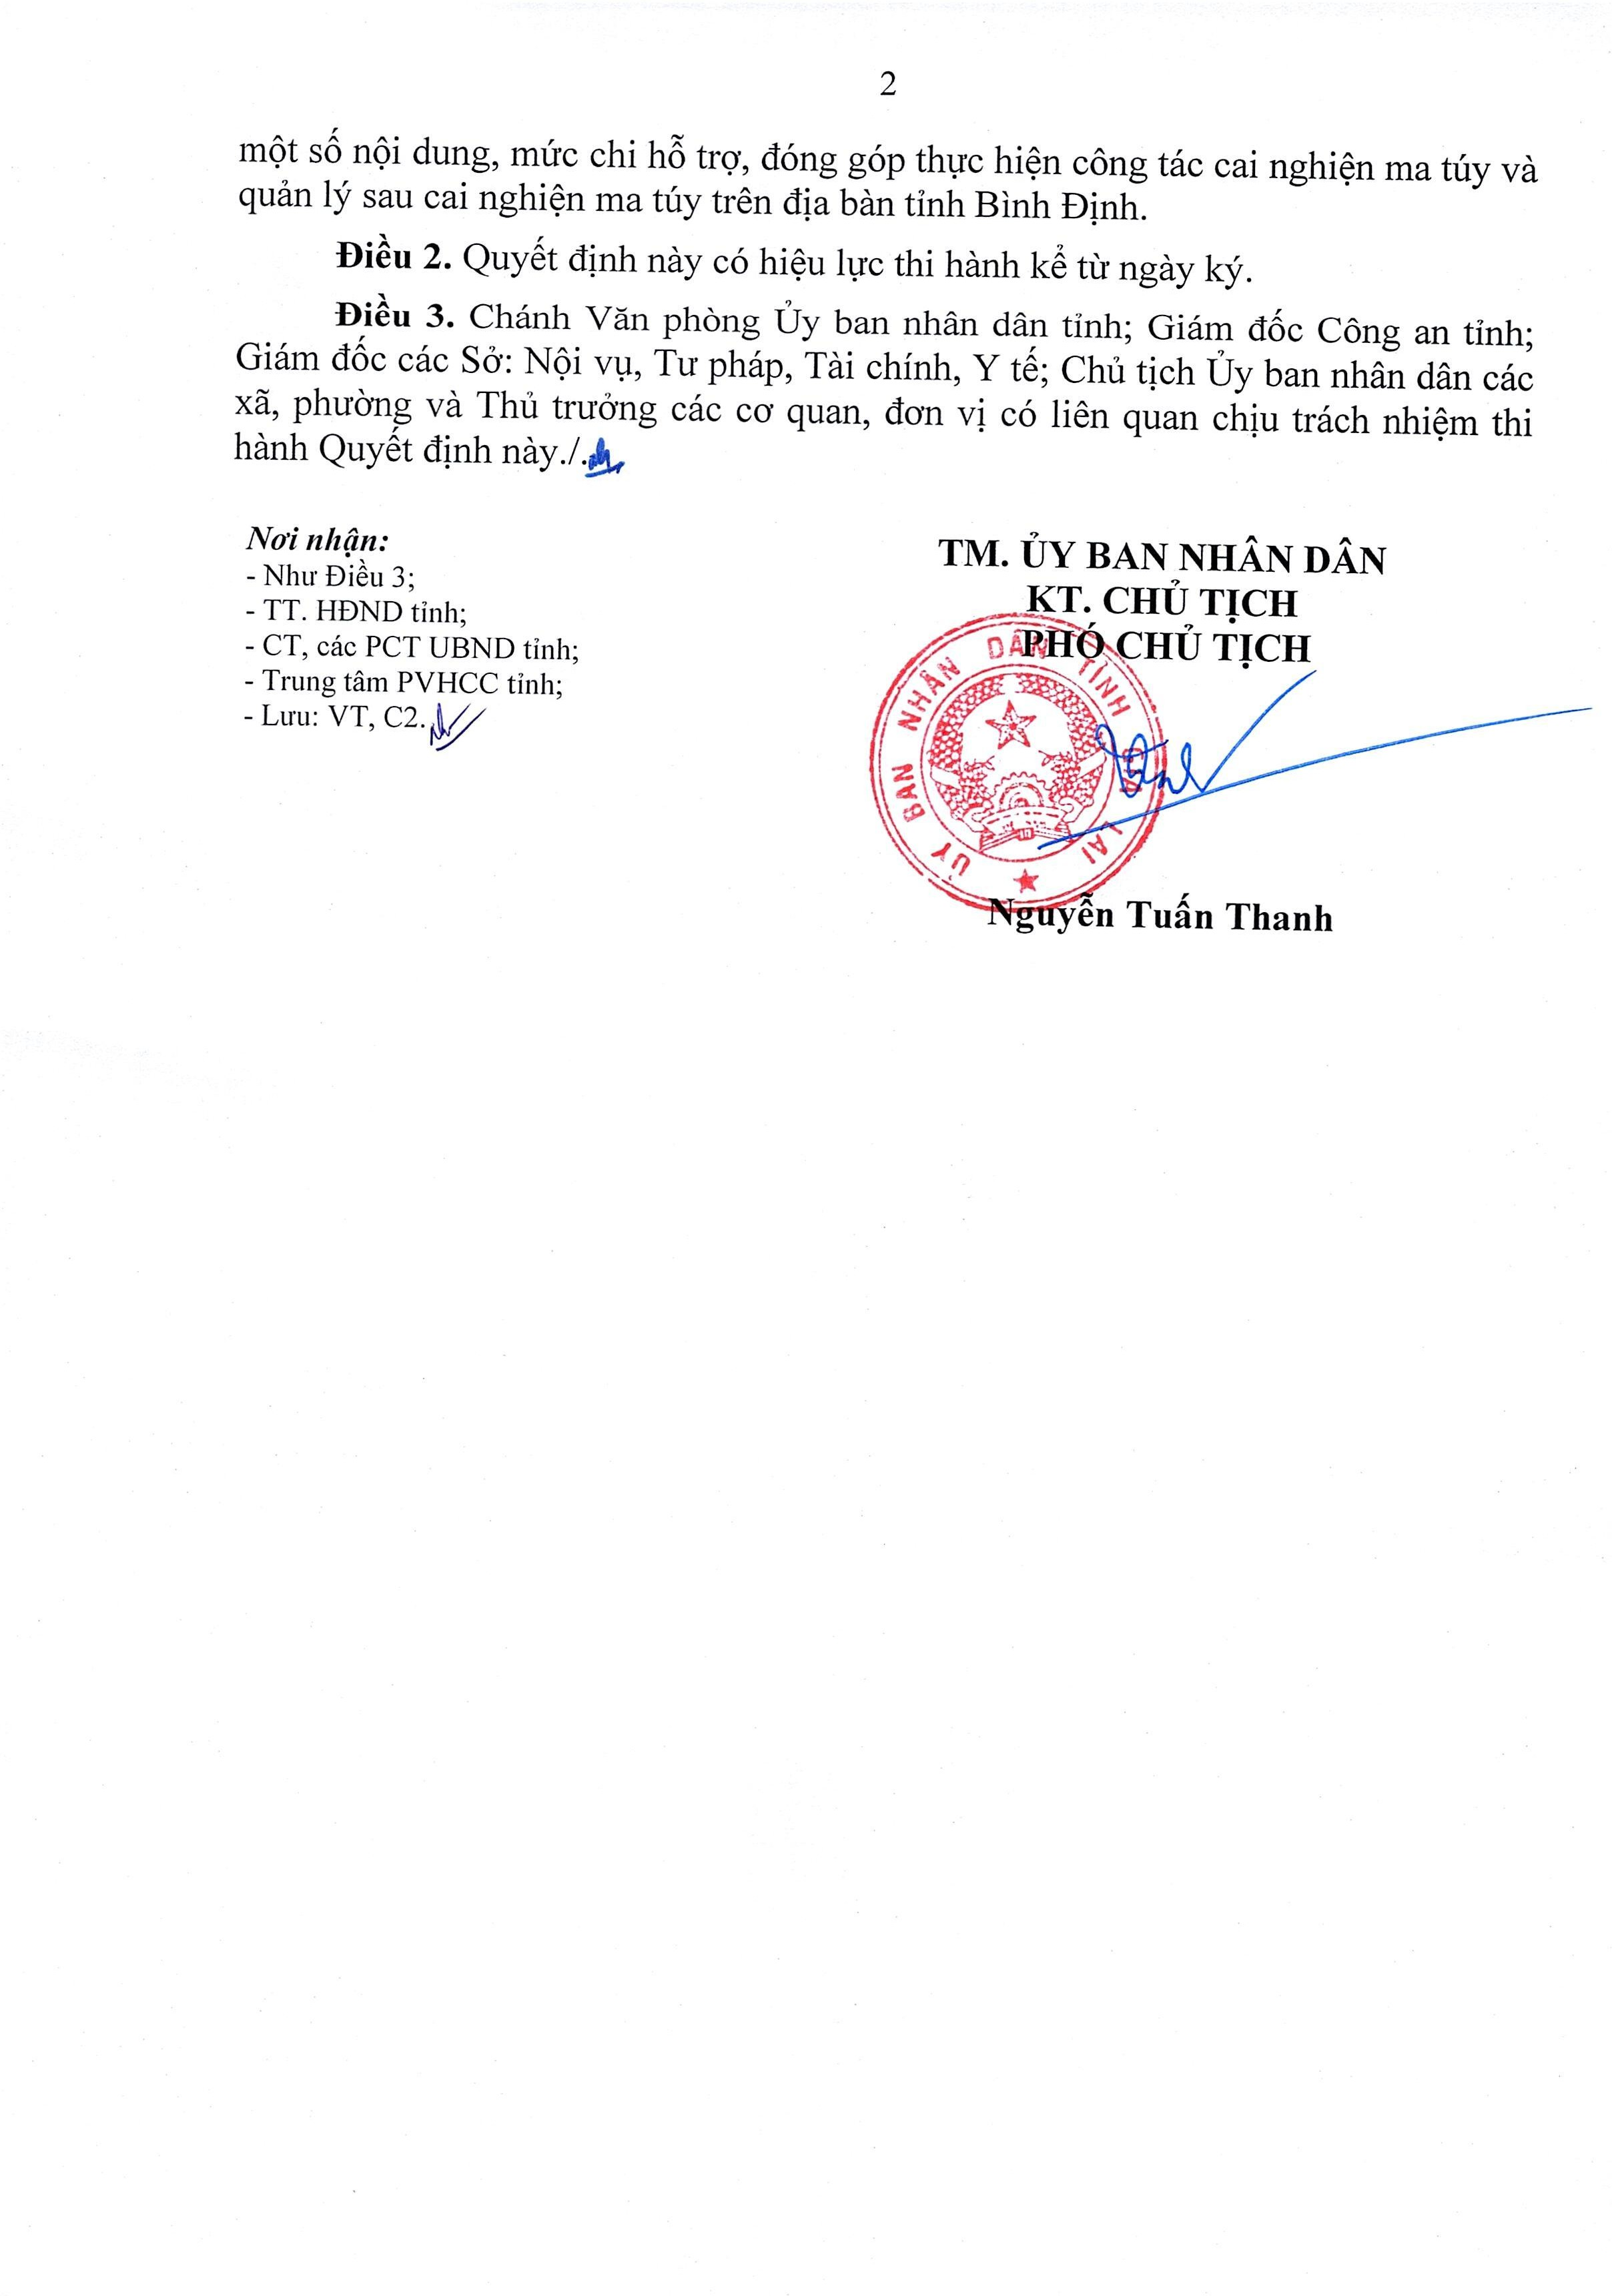 2
một số nội dung, mức chi hỗ trợ, đóng góp thực hiện công tác cai nghiện ma túy và
quản lý sau cai nghiện ma túy trên địa bàn tỉnh Bình Định.
Điều 2. Quyết định này có hiệu lực thi hành kể từ ngày ký.
Điều 3. Chánh Văn phòng Ủy ban nhân dân tỉnh; Giám đốc Công an tỉnh;
Giám đốc các Sở: Nội vụ, Tư pháp, Tài chính, Y tế; Chủ tịch Ủy ban nhân dân các
xã, phường và Thủ trưởng các cơ quan, đơn vị có liên quan chịu trách nhiệm thi
hành Quyết định này./.
Nơi nhận:
- Như Điều 3;
- TT. HĐND tỉnh;
- CT, các PCT UBND tỉnh;
- Trung tâm PVHCC tỉnh;
- Lưu: VT, C2.
TM. ỦY BAN NHÂN DÂN
KT. CHỦ TỊCH
PHÓ CHỦ TỊCH
ỦY BAN NHÂN DÂN TỈNH GIA LAI
Nguyễn Tuấn Thanh